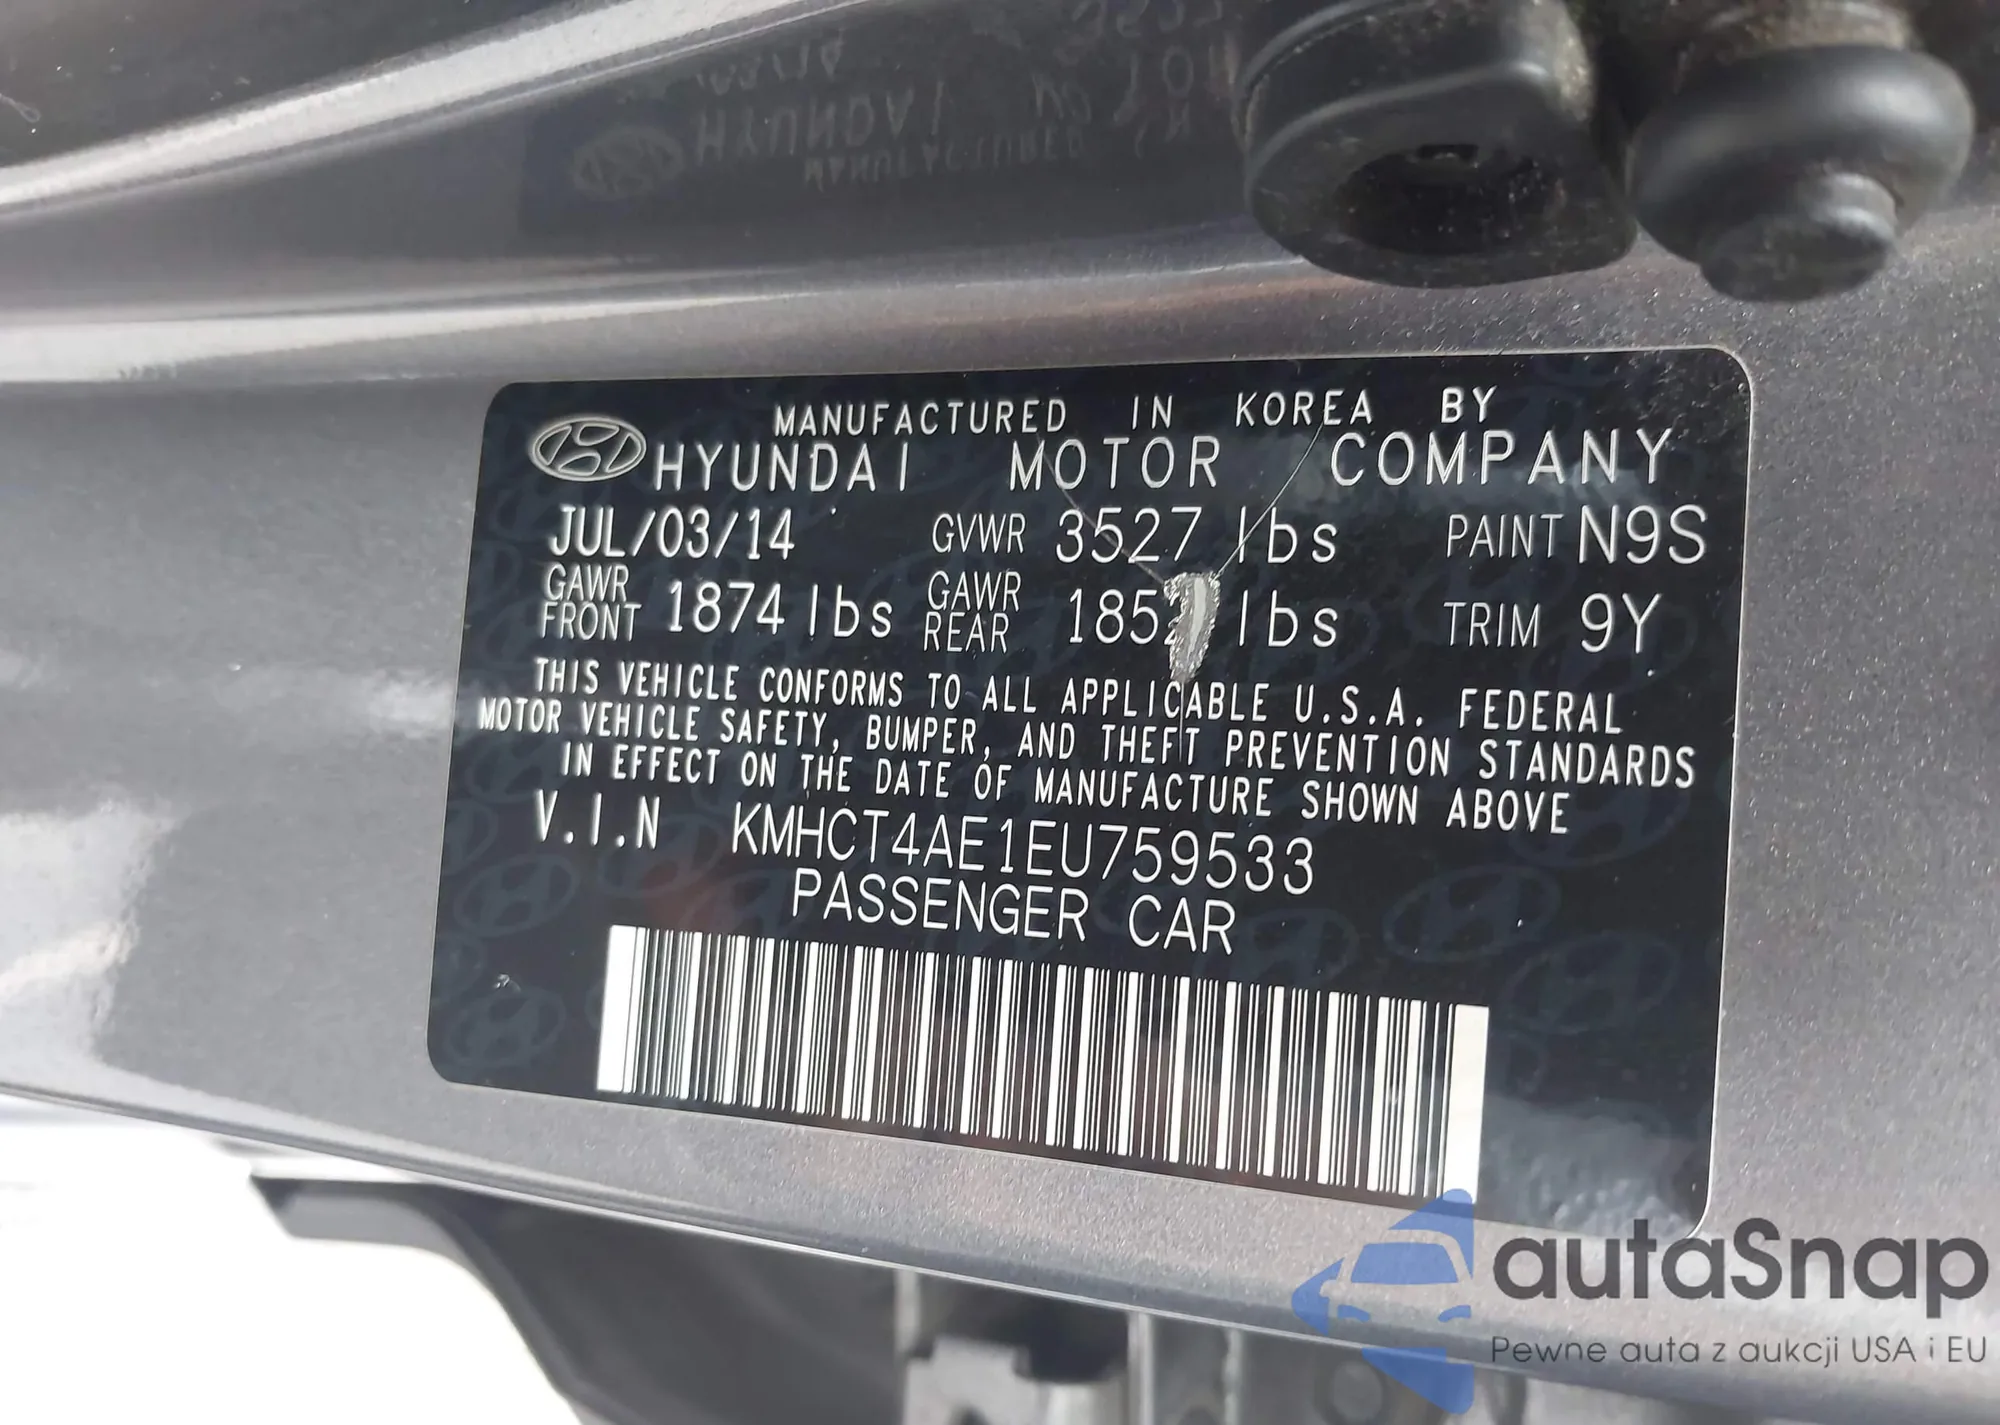 MANUFACTURED IN KOREA BY
HYUNDAI MOTOR COMPANY
JUL/03/14 GVWR 3527 lbs PAINT N9S
GAWR FRONT 1874 lbs GAWR REAR lbs TRIM 9Y
THIS VEHICLE CONFORMS TO ALL APPLICABLE U.S.A. FEDERAL
MOTOR VEHICLE SAFETY, BUMPER, AND THEFT PREVENTION STANDARDS
IN EFFECT ON THE DATE OF MANUFACTURE SHOWN ABOVE
V.I.N KMHCT4AE1EU759533
PASSENGER CAR
autaSnap
Pewne auta z aukcji USA i EU